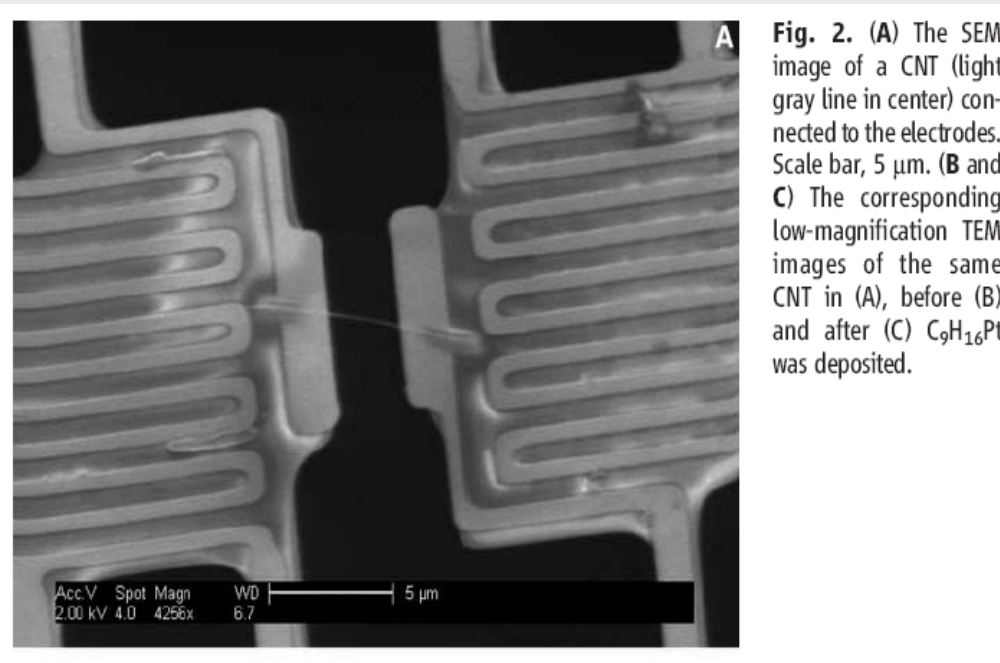 A
Acc.V Spot Magn WD 5 µm
2.00 kV 4.0 4256x 6.7
Fig. 2. (A) The SEM
image of a CNT (light
gray line in center) con-
nected to the electrodes.
Scale bar, 5 µm. (B and
C) The corresponding
low-magnification TEM
images of the same
CNT in (A), before (B)
and after (C) C₉H₁₆Pt
was deposited.